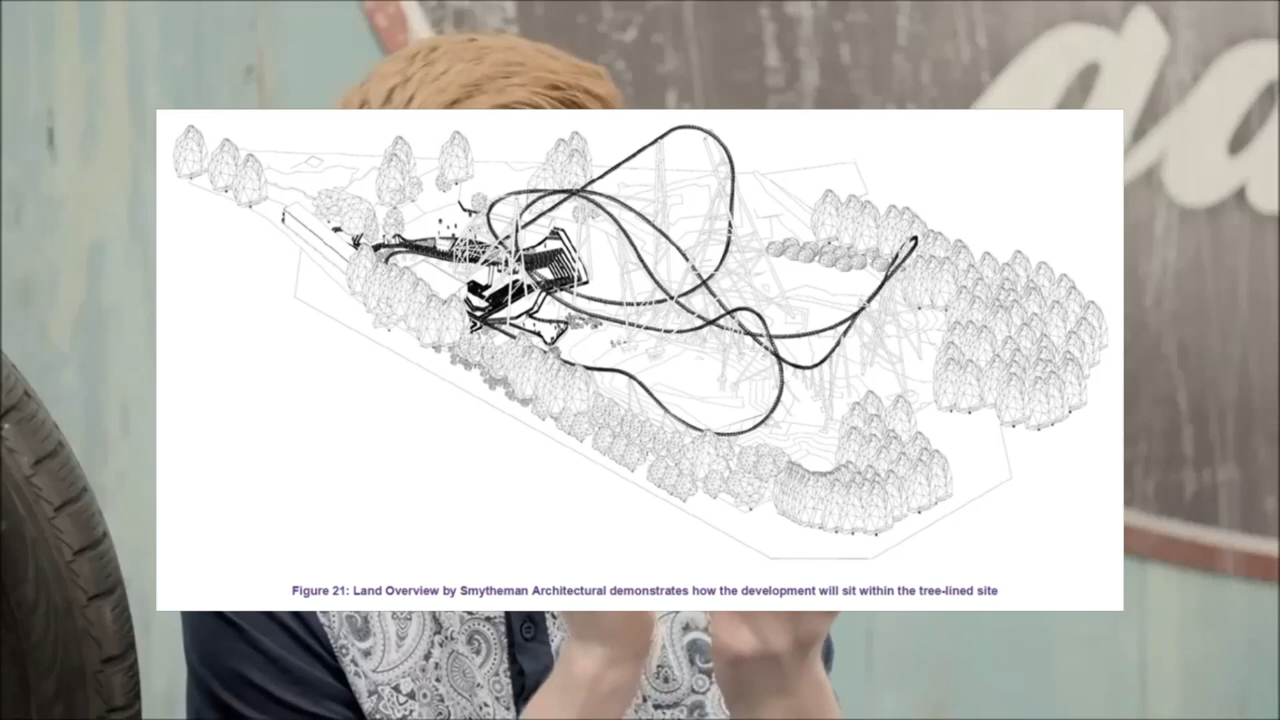 Figure 21: Land Overview by Smytheman Architectural demonstrates how the development will sit within the tree-lined site